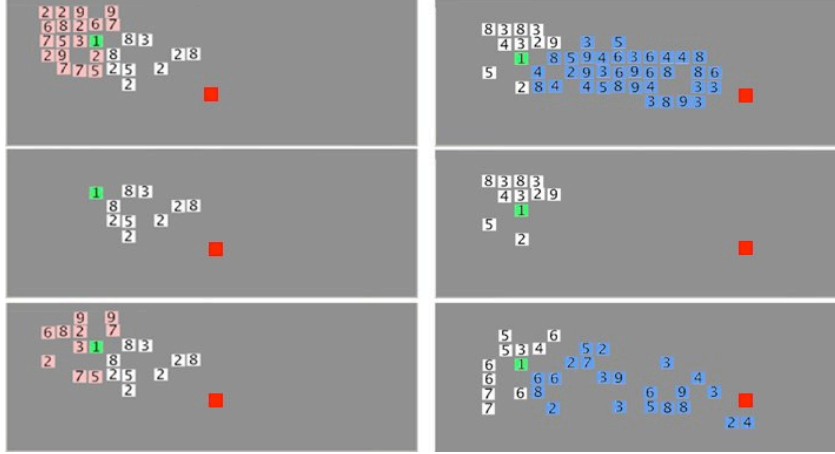 2 2 9 9
6 8 2 6 7
7 5 3 1 8 3
2 9 2 8 2 8
7 7 5 2 5 2
2
8 3 8 3
4 3 2 9 3 5
1 8 5 9 4 6 3 6 4 4 8
5 4 2 9 3 6 9 6 8 8 6
2 8 4 4 5 8 9 4 3 3
3 8 9 3
1 8 3
8 2 8
2 5 2
2
8 3 8 3
4 3 2 9
1
5
2
9 9
6 8 2 7
3 1 8 3
2 8 2 8
7 5 2 5 2
2
5 6
5 3 4 5 2
6 1 2 7 3
6 6 6 3 9 4
7 6 8 6 9 3
7 2 3 5 8 8
2 4